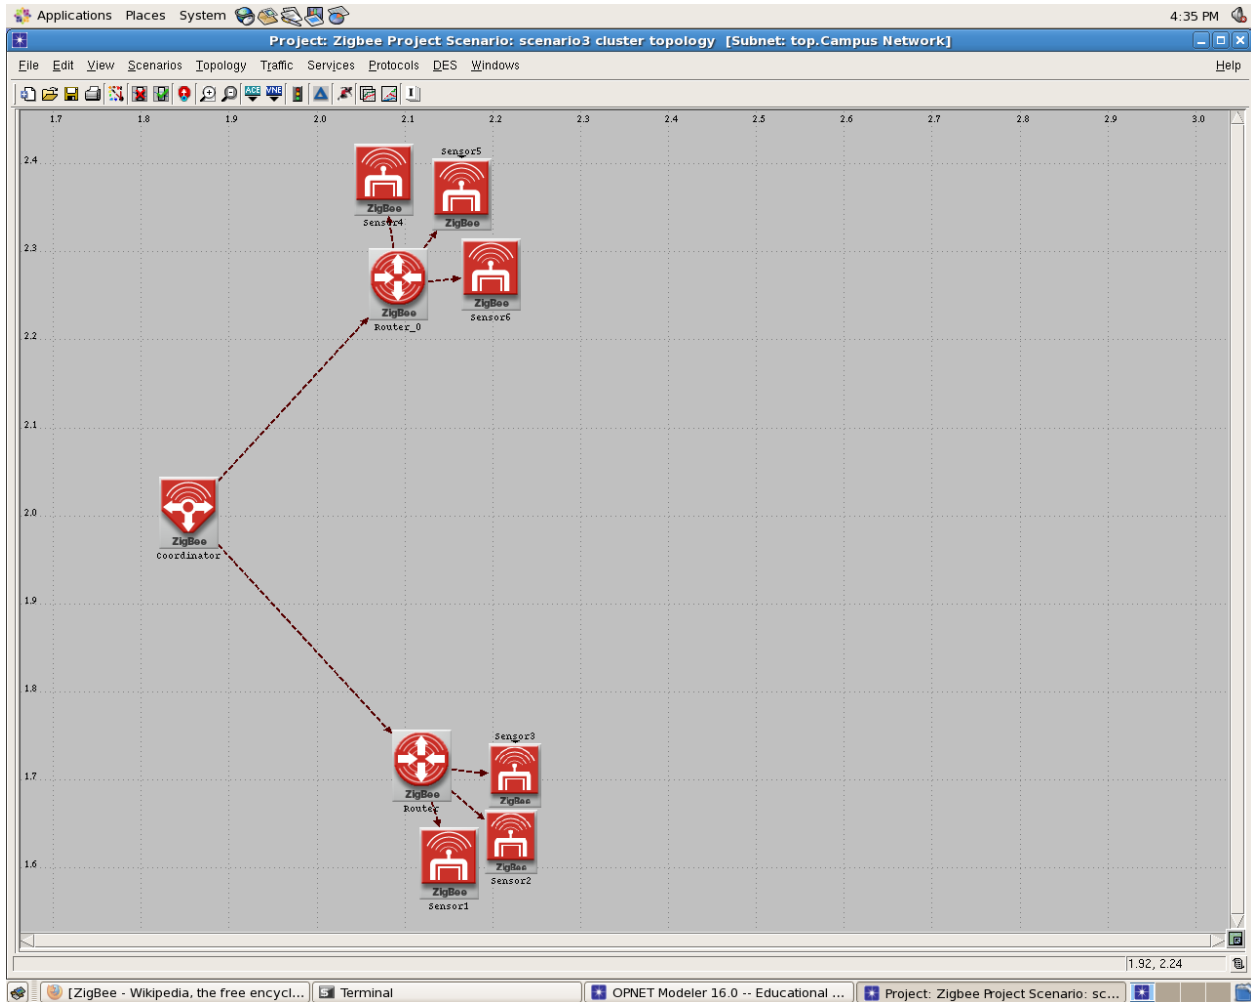 Applications Places System 4:35 PM
Project: Zigbee Project Scenario: scenario3 cluster topology [Subnet: top.Campus Network]
File Edit View Scenarios Topology Traffic Services Protocols DES Windows Help
ACE VNE
1.7 1.8 1.9 2.0 2.1 2.2 2.3 2.4 2.5 2.6 2.7 2.8 2.9 3.0
Sensor5
2.4
ZigBee
Sensor4
ZigBee
2.3
ZigBee
Sensor6
ZigBee
Router_0
2.2
2.1
2.0
ZigBee
Coordinator
1.9
1.8
Sensor3
1.7
ZigBee
Router
ZigBee
1.6
ZigBee
Sensor2
ZigBee
Sensor1
1.92, 2.24
[ZigBee - Wikipedia, the free encycl... Terminal OPNET Modeler 16.0 -- Educational ... Project: Zigbee Project Scenario: sc...